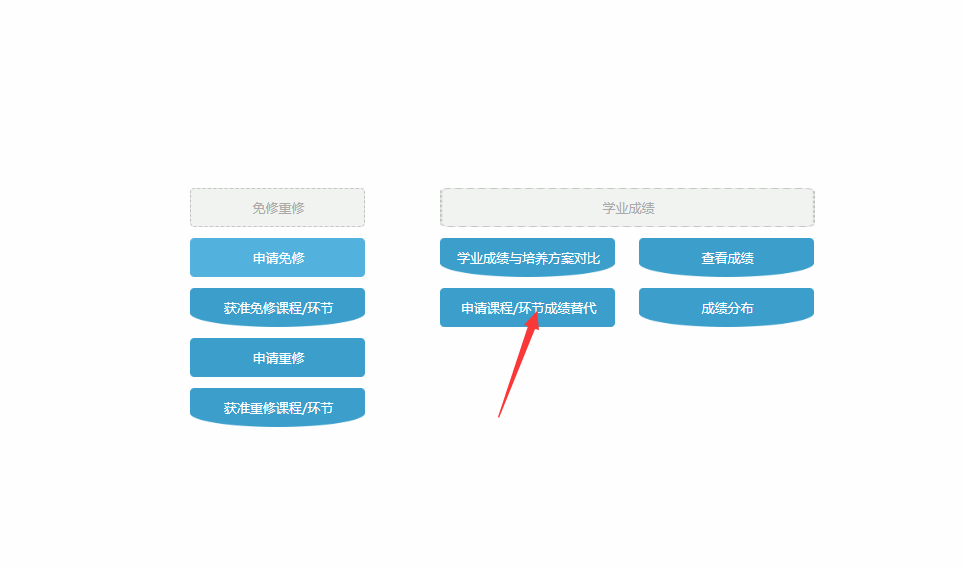 免修重修
申请免修
获准免修课程/环节
申请重修
获准重修课程/环节
学业成绩
学业成绩与培养方案对比
查看成绩
申请课程/环节成绩替代
成绩分布